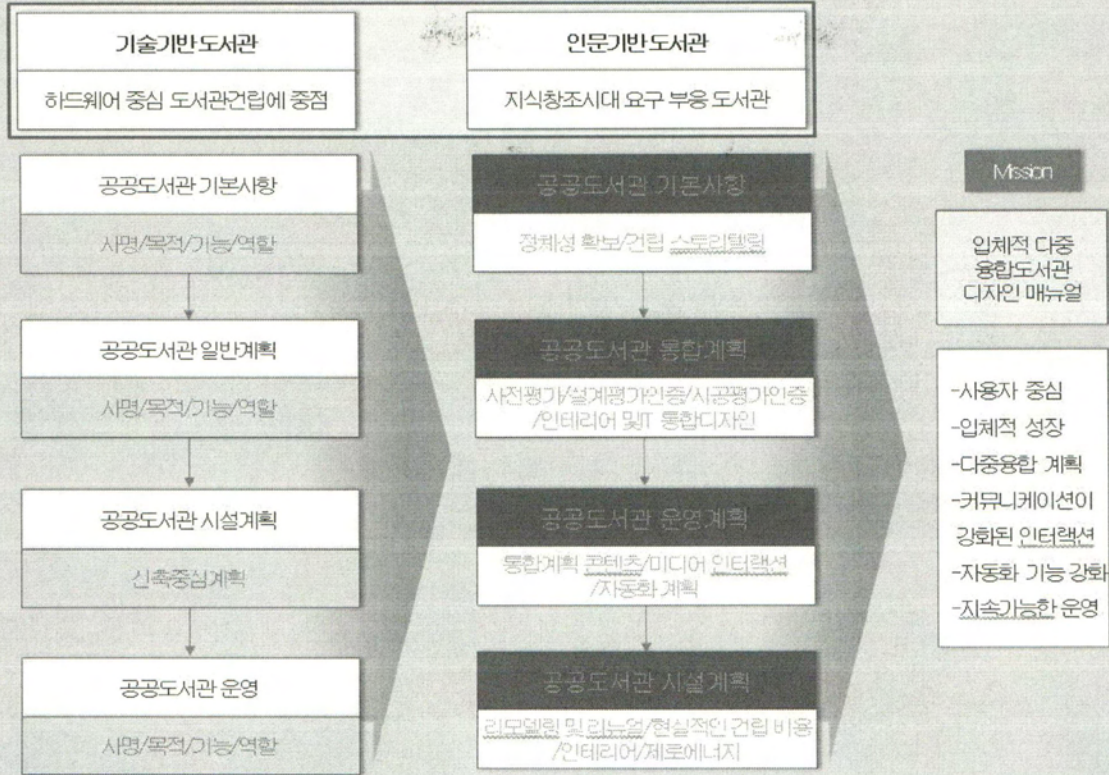 기술기반 도서관
하드웨어 중심 도서관건립에 중점
인문기반 도서관
지식창조시대 요구 부응 도서관
공공도서관 기본사항
사명/목적/기능/역할
공공도서관 일반계획
사명/목적/기능/역할
공공도서관 시설계획
신축중심계획
공공도서관 운영
사명/목적/기능/역할
공공도서관 기본사항
정체성 확보/건립 스토리텔링
공공도서관 통합계획
사전평가/설계평가인증/시공평가인증
/인테리어 및IT 통합디자인
공공도서관 운영계획
통합계획 콘텐츠/미디어 인터랙션
/자동화 계획
공공도서관 시설계획
리모델링 및 리뉴얼/현실적인 건립 비용
/인테리어/제로에너지
Mission
입체적 다중
융합도서관
디자인 매뉴얼
-사용자 중심
-입체적 성장
-다중융합 계획
-커뮤니케이션이
강화된 인터랙션
-자동화 기능 강화
-지속가능한 운영